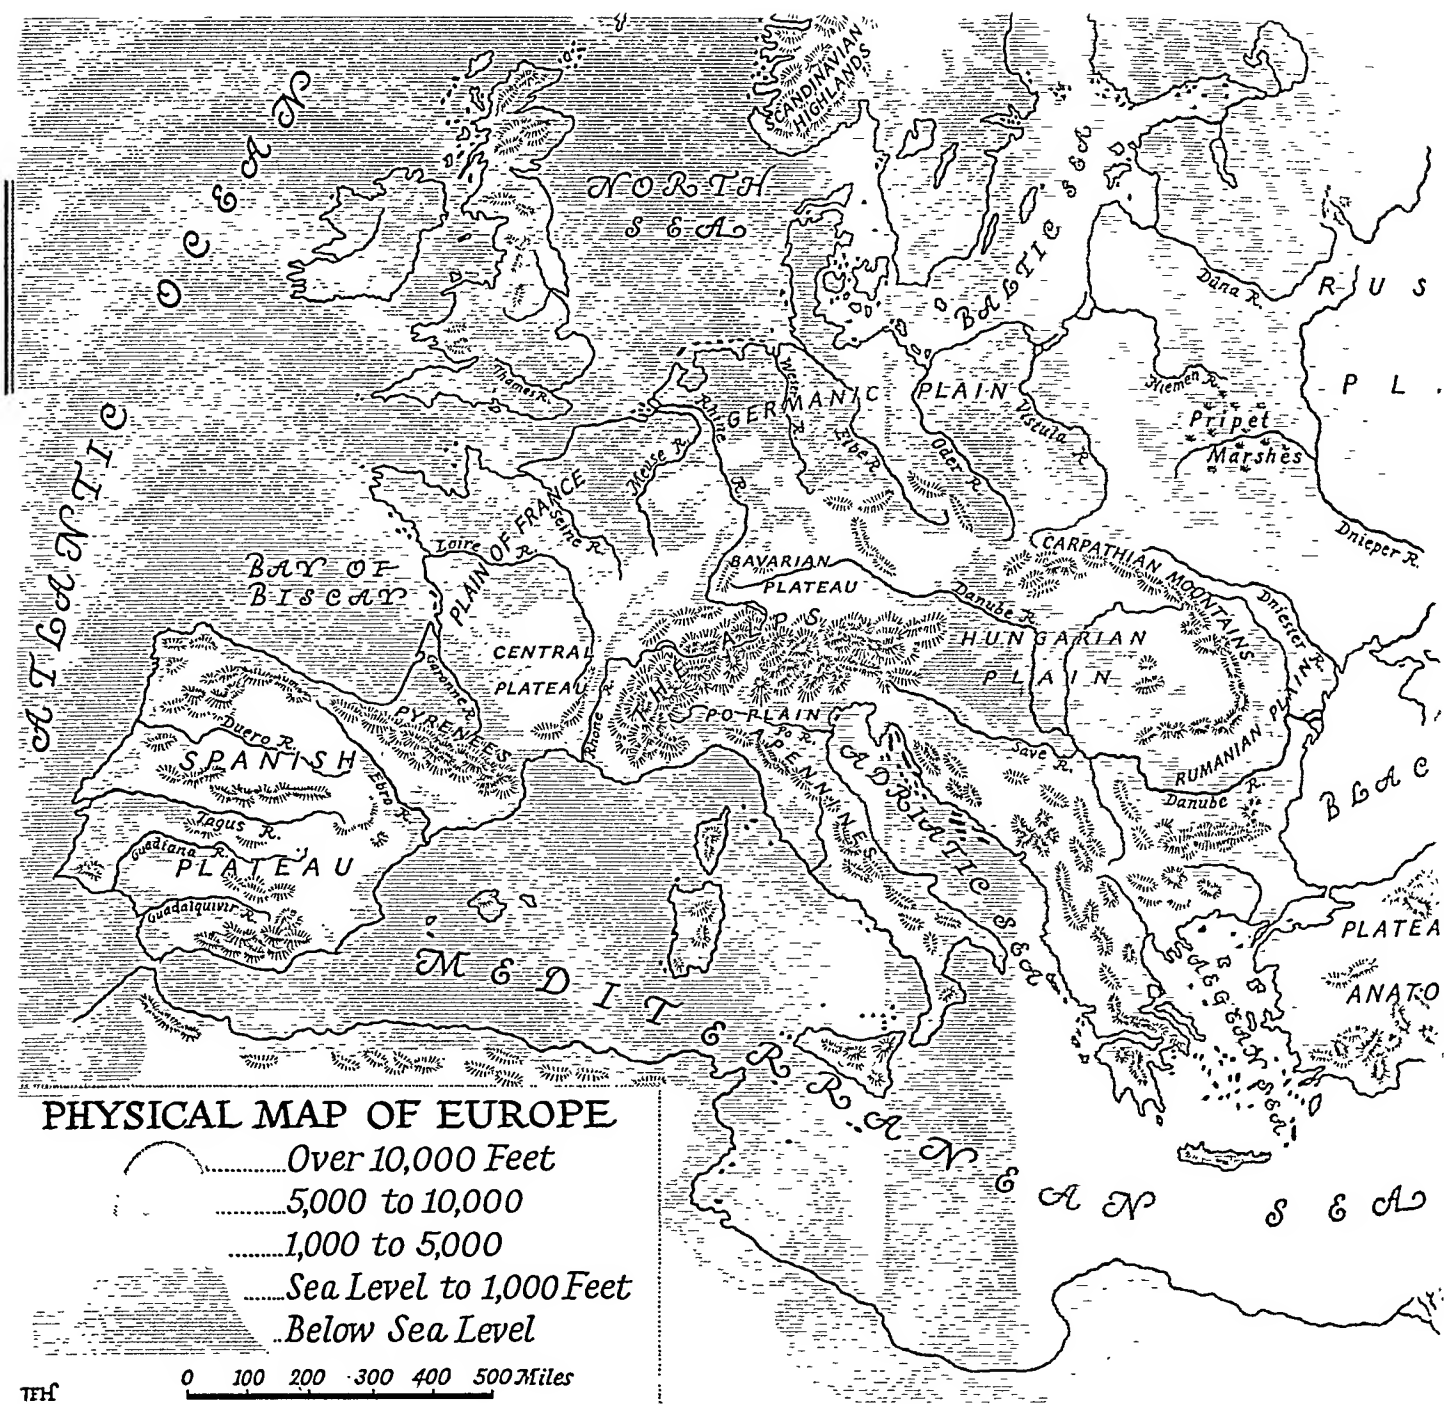 SCANDINAVIAN
HIGHLANDS
ATLANTIC OCEAN
NORTH
SEA
BALTIC SEA
Düna R.
RUS
PL.
Niemen R.
Pripet
Marshes
Dnieper R.
Thames R.
Rhine
R.
Weser
R.
GERMANIC PLAIN
Elbe R.
Oder R.
Vistula
R.
Meuse R.
Seine R.
Loire R.
PLAIN OF FRANCE
BAY OF
BISCAY
BAVARIAN
PLATEAU
CARPATHIAN MOUNTAINS
Danube R.
Dniester R.
HUNGARIAN
PLAIN
THE ALPS
CENTRAL
PLATEAU
Garonne R.
Rhone R.
PYRENEES
PO PLAIN
Po R.
APENNINES
ADRIATIC SEA
Save R.
RUMANIAN PLAIN
Danube R.
BLAC
Duero R.
SPANISH
Ebro R.
Tagus R.
Guadiana R.
PLATEAU
Guadalquivir R.
MEDITERRANEAN SEA
AEGEAN SEA
PLATEA
ANATO
PHYSICAL MAP OF EUROPE
Over 10,000 Feet
5,000 to 10,000
1,000 to 5,000
Sea Level to 1,000 Feet
Below Sea Level
0 100 200 300 400 500 Miles
TFH